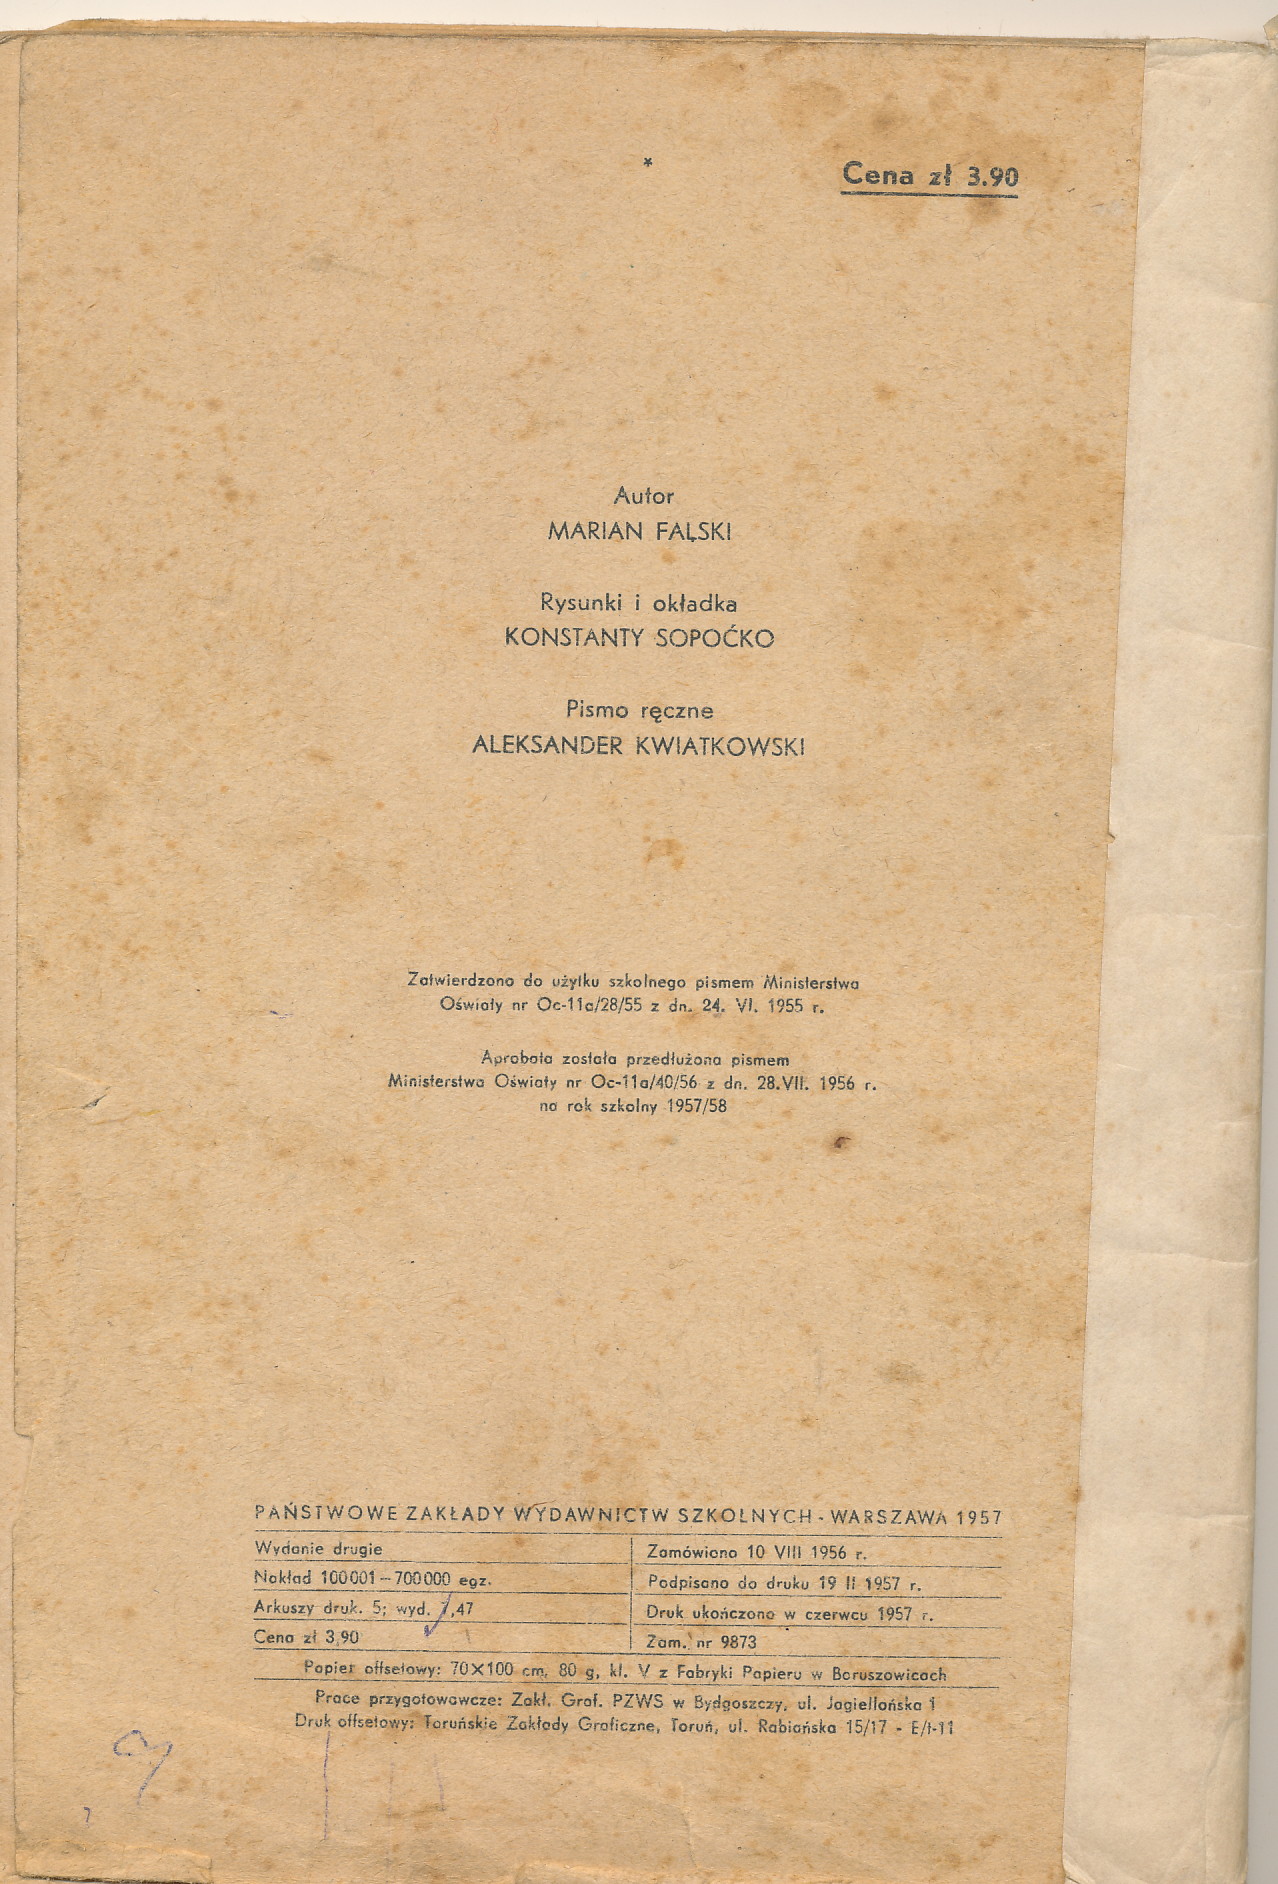 *
Cena zł 3.90
Autor
MARIAN FALSKI
Rysunki i okładka
KONSTANTY SOPOĆKO
Pismo ręczne
ALEKSANDER KWIATKOWSKI
Zatwierdzono do użytku szkolnego pismem Ministerstwa
Oświaty nr Oc-11a/28/55 z dn. 24. VI. 1955 r.
Aprobata została przedłużona pismem
Ministerstwa Oświaty nr Oc-11a/40/56 z dn. 28.VII. 1956 r.
na rok szkolny 1957/58
PAŃSTWOWE ZAKŁADY WYDAWNICTW SZKOLNYCH - WARSZAWA 1957
Wydanie drugie
Nakład 100001-700000 egz.
Arkuszy druk. 5; wyd. 7,47
Cena zł 3,90
Zamówiono 10 VIII 1956 r.
Podpisano do druku 19 II 1957 r.
Druk ukończono w czerwcu 1957 r.
Zam. nr 9873
Papier offsetowy: 70X100 cm, 80 g, kl. V z Fabryki Papieru w Boruszowicach
Prace przygotowawcze: Zakł. Graf. PZWS w Bydgoszczy, ul. Jagiellońska 1
Druk offsetowy: Toruńskie Zakłady Graficzne, Toruń, ul. Rabiańska 15/17 - E/I-11